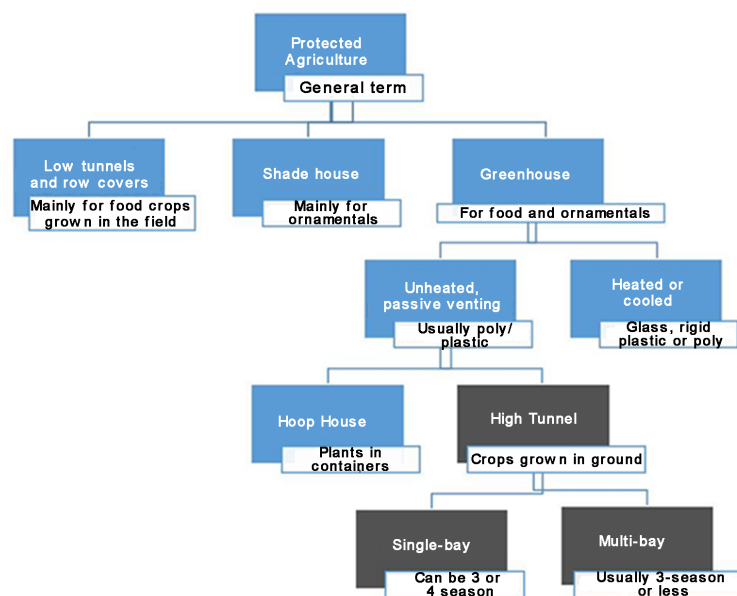 Protected
Agriculture
General term
Low tunnels
and row covers
Mainly for food crops
grown in the field
Shade house
Mainly for
ornamentals
Greenhouse
For food and ornamentals
Unheated,
passive venting
Usually poly/
plastic
Heated or
cooled
Glass, rigid
plastic or poly
Hoop House
Plants in
containers
High Tunnel
Crops grown in ground
Single-bay
Can be 3 or
4 season
Multi-bay
Usually 3-season
or less